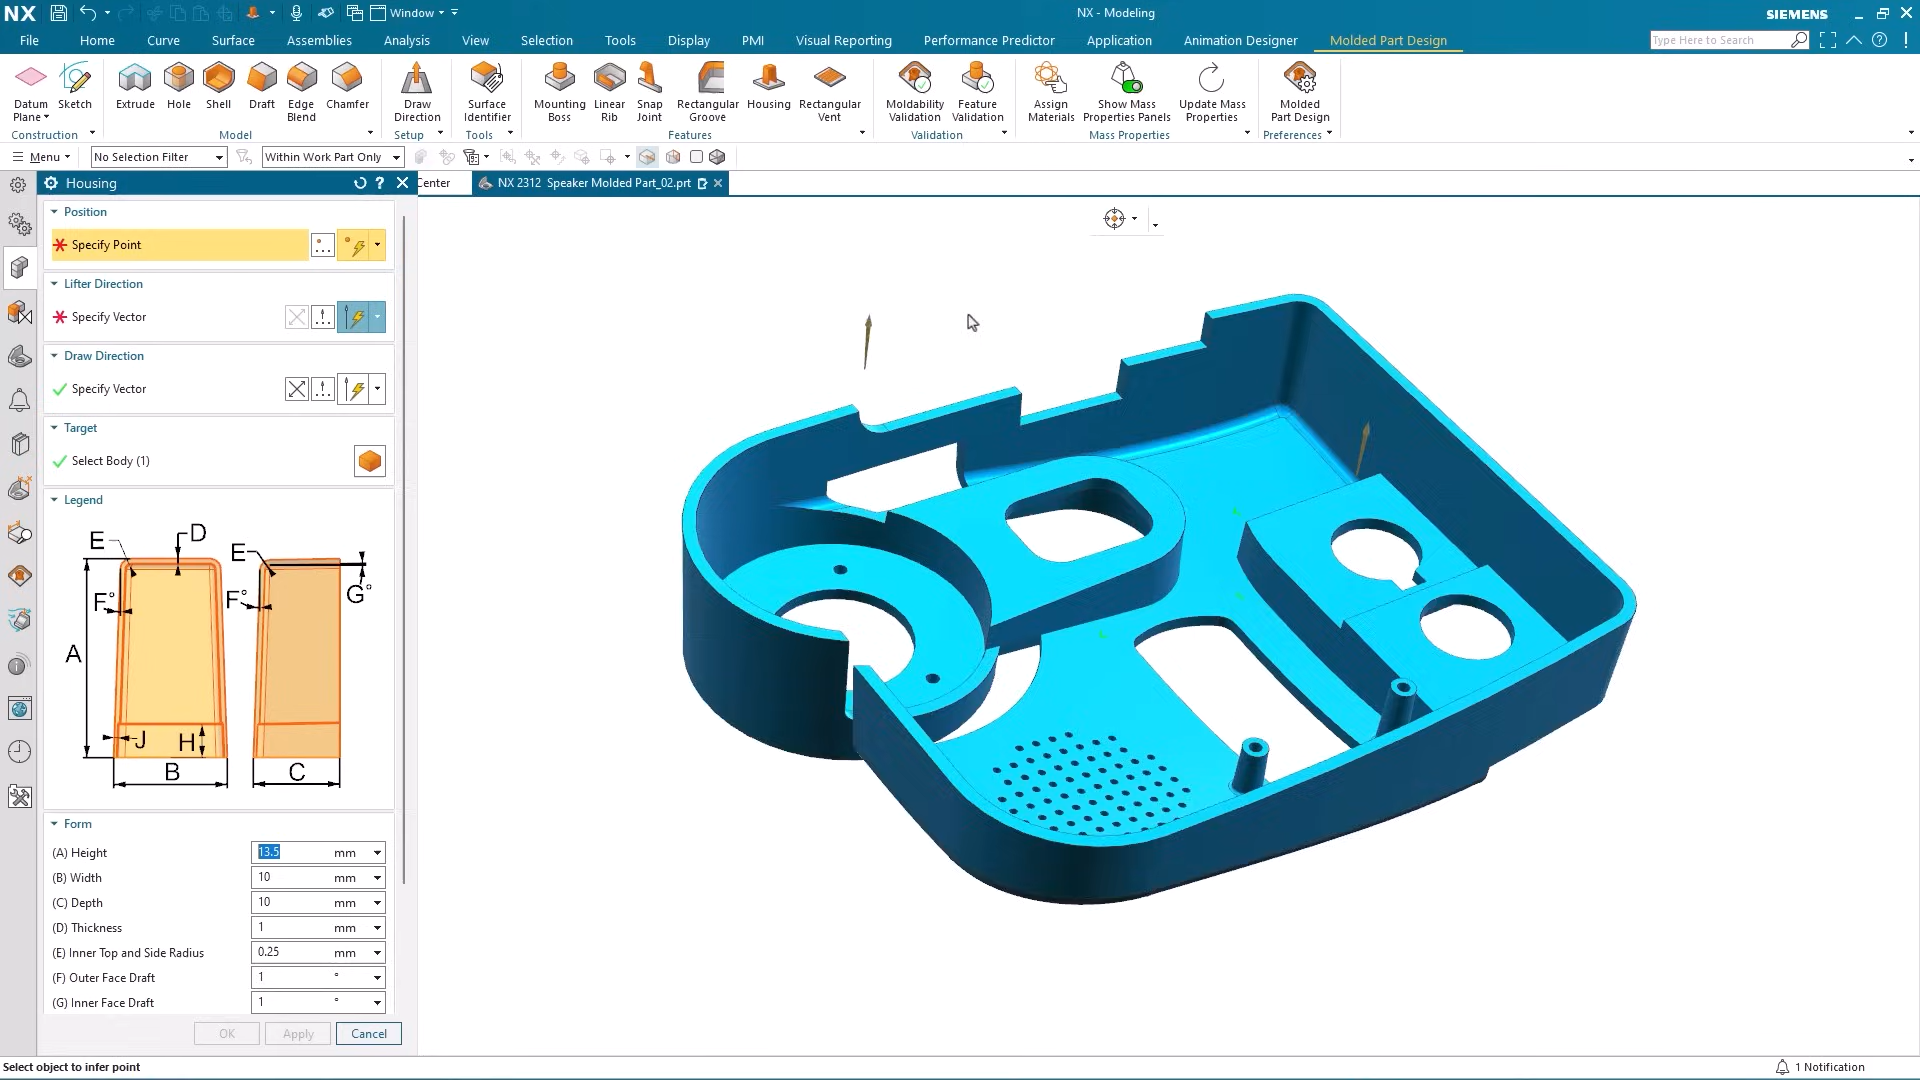 NX Window NX - Modeling SIEMENS
File Home Curve Surface Assemblies Analysis View Selection Tools Display PMI Visual Reporting Performance Predictor Application Animation Designer Molded Part Design Type Here to Search
Datum Plane Sketch Extrude Hole Shell Draft Edge Blend Chamfer Draw Direction Surface Identifier Mounting Boss Linear Rib Snap Joint Rectangular Groove Housing Rectangular Vent Moldability Validation Feature Validation Assign Materials Show Mass Properties Panels Update Mass Properties Molded Part Design
Construction Model Setup Tools Features Validation Mass Properties Preferences
Menu No Selection Filter Within Work Part Only
Housing ? Center NX 2312 Speaker Molded Part_02.prt
Position
Specify Point
Lifter Direction
Specify Vector
Draw Direction
Specify Vector
Target
Select Body (1)
Legend
E D E
F° F° G°
A
J H
B C
Form
(A) Height 13.5 mm
(B) Width 10 mm
(C) Depth 10 mm
(D) Thickness 1 mm
(E) Inner Top and Side Radius 0.25 mm
(F) Outer Face Draft 1 °
(G) Inner Face Draft 1 °
OK Apply Cancel
Select object to infer point 1 Notification